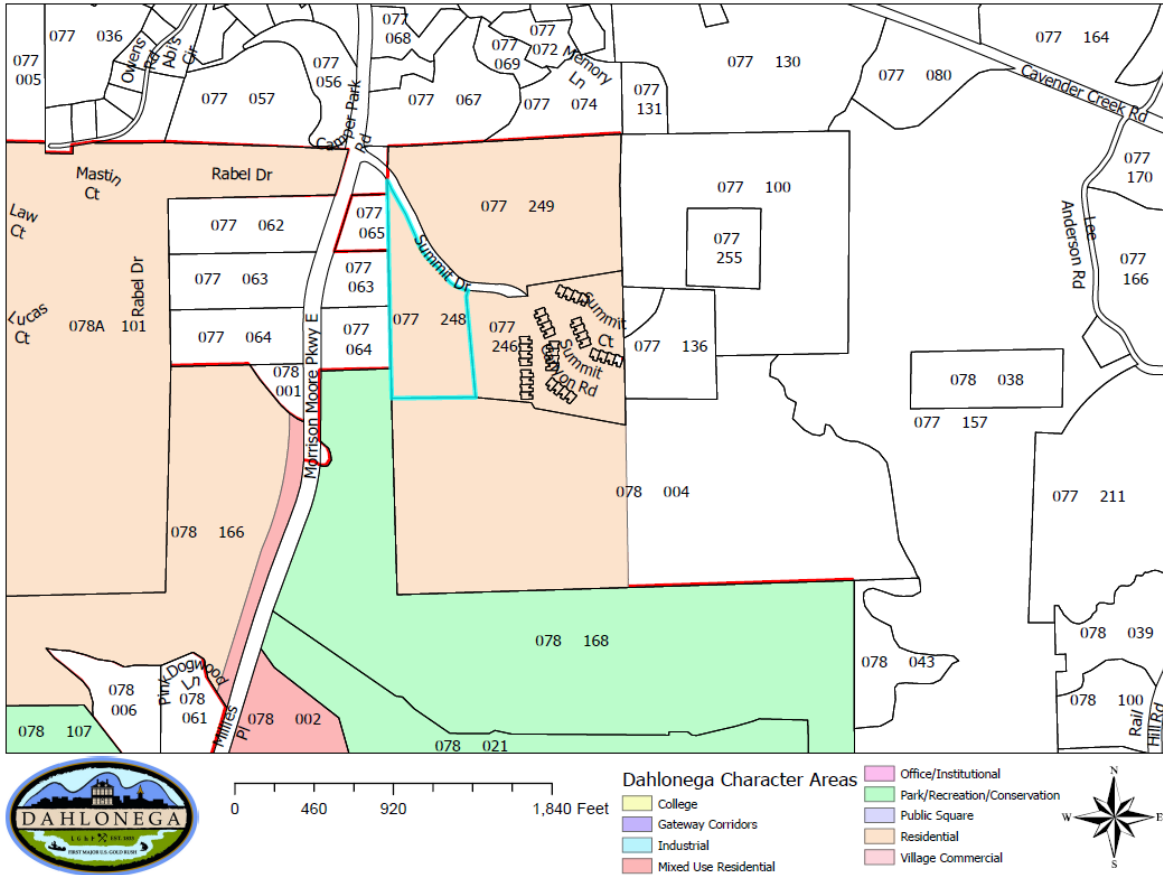 077 036
077
005
Owens
Rd
Abi's
Cir
077 057
077
056
077
068
077
069
077
072
Memory
Ln
077 067
077 074
077
131
077 130
077 080
077 164
Cavender Creek Rd
Camper Park
Rd
Mastin
Ct
Rabel Dr
Law
Ct
Lucas
Ct
Rabel Dr
078A 101
077 062
077
065
077 063
077
063
077 064
077
064
078
001
Summit Dr
077 249
077 248
077
246
Summit
Ct
Summit
Canyon Rd
077 100
077
255
077 136
077
170
Lee
Anderson Rd
077
166
078 038
077 157
077 211
Morrison Moore Pkwy E
078 004
078 166
078 168
078 039
078 043
078 100
Rail
Hill Rd
Pink Dogwood
Ln
078
006
078
061
Millies
Pl
078 002
078 107
078 021
DAHLONEGA
EST. 1833
FIRST MAJOR U.S. GOLD RUSH
0 460 920 1,840 Feet
Dahlonega Character Areas
College
Gateway Corridors
Industrial
Mixed Use Residential
Office/Institutional
Park/Recreation/Conservation
Public Square
Residential
Village Commercial
N
W E
S